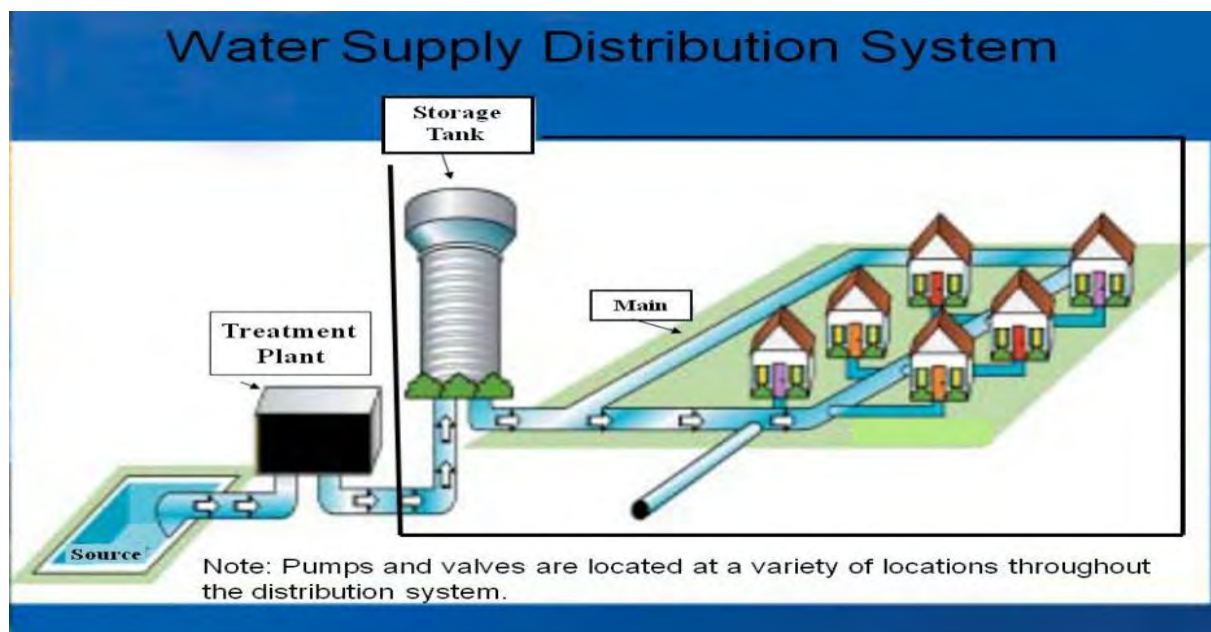 Water Supply Distribution System
Storage
Tank
Main
Treatment
Plant
Source
Note: Pumps and valves are located at a variety of locations throughout
the distribution system.